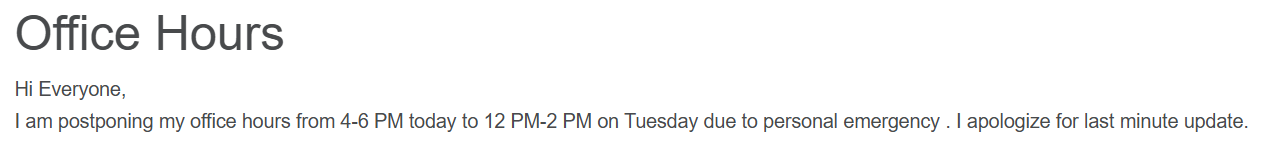 Office Hours
Hi Everyone,
I am postponing my office hours from 4-6 PM today to 12 PM-2 PM on Tuesday due to personal emergency . I apologize for last minute update.